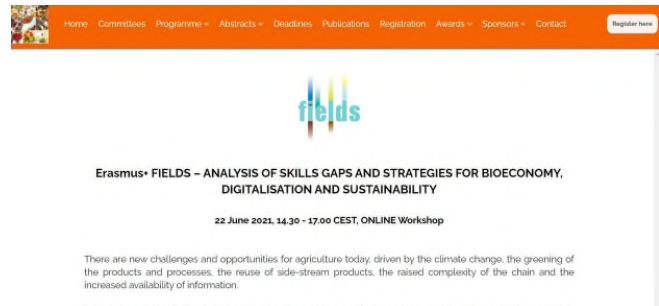 Home Committees Programme Abstracts Deadlines Publications Registration Awards Sponsors Contact Register here
fields
Erasmus+ FIELDS – ANALYSIS OF SKILLS GAPS AND STRATEGIES FOR BIOECONOMY,
DIGITALISATION AND SUSTAINABILITY
22 June 2021, 14.30 - 17.00 CEST, ONLINE Workshop
There are new challenges and opportunities for agriculture today, driven by the climate change, the greening of
the products and processes, the reuse of side-stream products, the raised complexity of the chain and the
increased availability of information.